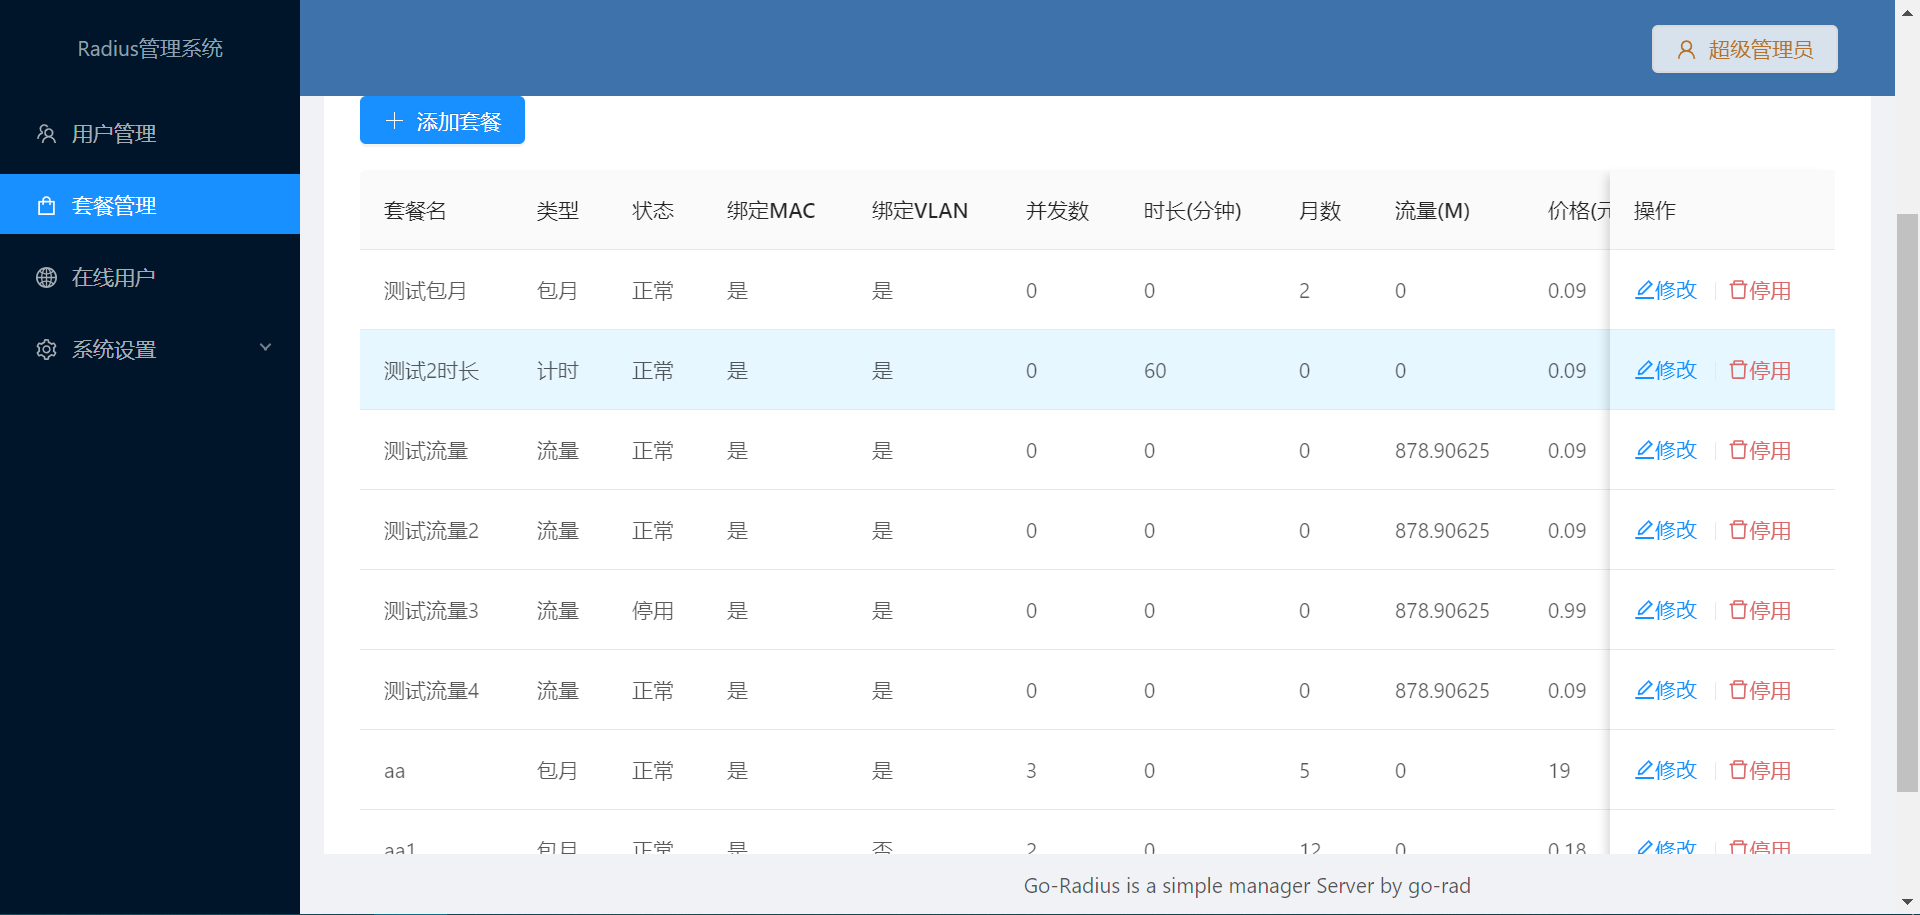 Radius管理系统
超级管理员
用户管理
套餐管理
在线用户
系统设置
添加套餐
套餐名 类型 状态 绑定MAC 绑定VLAN 并发数 时长(分钟) 月数 流量(M) 价格(元 操作
测试包月 包月 正常 是 是 0 0 2 0 0.09 修改 停用
测试2时长 计时 正常 是 是 0 60 0 0 0.09 修改 停用
测试流量 流量 正常 是 是 0 0 0 878.90625 0.09 修改 停用
测试流量2 流量 正常 是 是 0 0 0 878.90625 0.09 修改 停用
测试流量3 流量 停用 是 是 0 0 0 878.90625 0.99 修改 停用
测试流量4 流量 正常 是 是 0 0 0 878.90625 0.09 修改 停用
aa 包月 正常 是 是 3 0 5 0 19 修改 停用
aa1 包月 正常 是 否 2 0 12 0 0.18 修改 停用
Go-Radius is a simple manager Server by go-rad